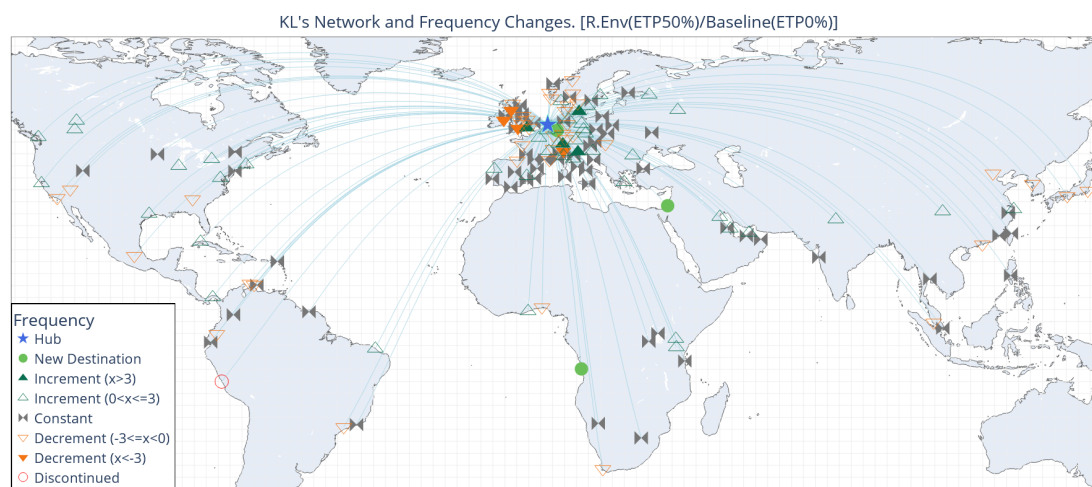 KL's Network and Frequency Changes. [R.Env(ETP50%)/Baseline(ETP0%)]
Frequency
Hub
New Destination
Increment (x>3)
Increment (0<x<=3)
Constant
Decrement (-3<=x<0)
Decrement (x<-3)
Discontinued